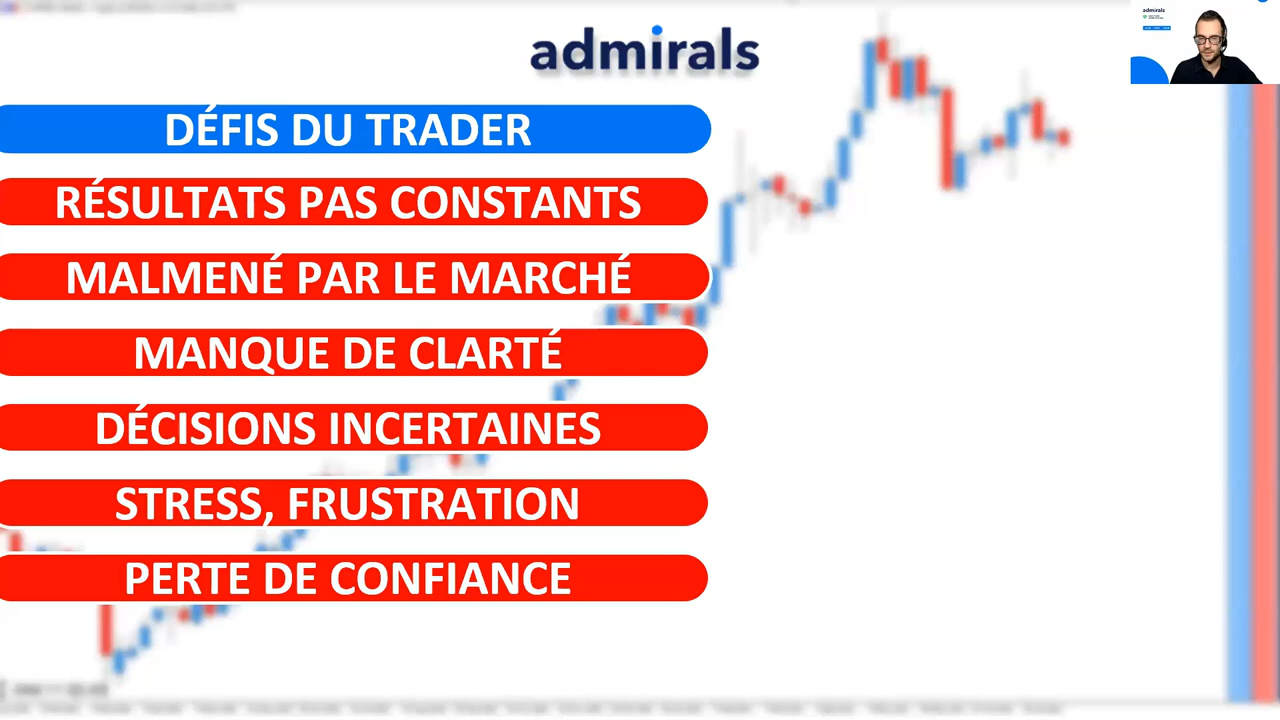 admirals
admirals
DÉFIS DU TRADER
RÉSULTATS PAS CONSTANTS
MALMENÉ PAR LE MARCHÉ
MANQUE DE CLARTÉ
DÉCISIONS INCERTAINES
STRESS, FRUSTRATION
PERTE DE CONFIANCE